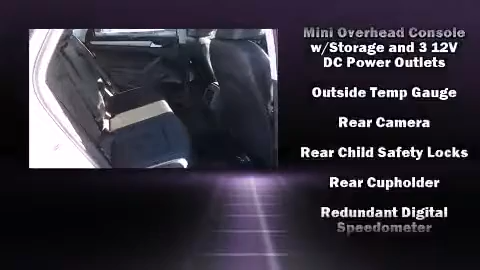 Mini Overhead Console
w/Storage and 3 12V
DC Power Outlets
Outside Temp Gauge
Rear Camera
Rear Child Safety Locks
Rear Cupholder
Redundant Digital
Speedometer